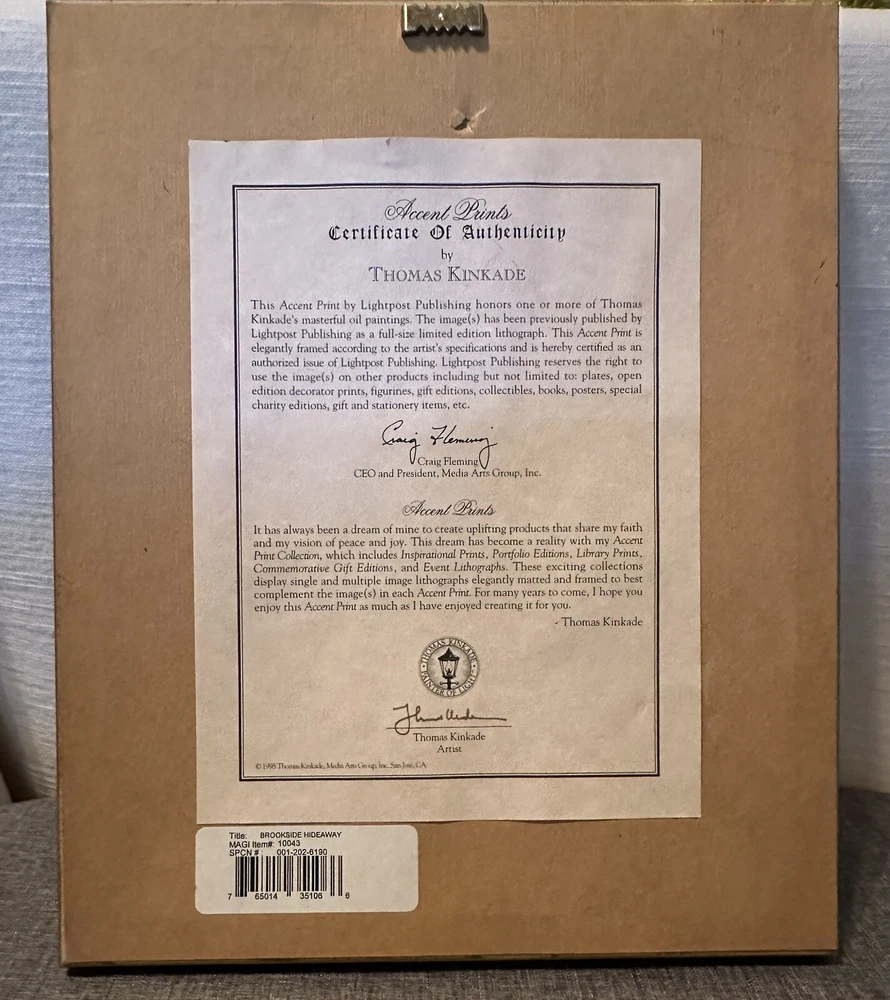 Accent Prints
Certificate Of Authenticity
by
THOMAS KINKADE
This Accent Print by Lightpost Publishing honors one or more of Thomas
Kinkade's masterful oil paintings. The image(s) has been previously published by
Lightpost Publishing as a full-size limited edition lithograph. This Accent Print is
elegantly framed according to the artist's specifications and is hereby certified as an
authorized issue of Lightpost Publishing. Lightpost Publishing reserves the right to
use the image(s) on other products including but not limited to: plates, open
edition decorator prints, figurines, gift editions, collectibles, books, posters, special
charity editions, gift and stationery items, etc.
Craig Fleming
Craig Fleming
CEO and President, Media Arts Group, Inc.
Accent Prints
It has always been a dream of mine to create uplifting products that share my faith
and my vision of peace and joy. This dream has become a reality with my Accent
Print Collection, which includes Inspirational Prints, Portfolio Editions, Library Prints,
Commemorative Gift Editions, and Event Lithographs. These exciting collections
display single and multiple image lithographs elegantly matted and framed to best
complement the image(s) in each Accent Print. For many years to come, I hope you
enjoy this Accent Print as much as I have enjoyed creating it for you.
- Thomas Kinkade
THOMAS KINKADE
PAINTER OF LIGHT
Thomas Kinkade
Artist
© 1998 Thomas Kinkade, Media Arts Group, Inc. San Jose, CA
Title: BROOKSIDE HIDEAWAY
MAGI Item#: 10043
SPCN #: 001-202-6190
7 65014 35106 6